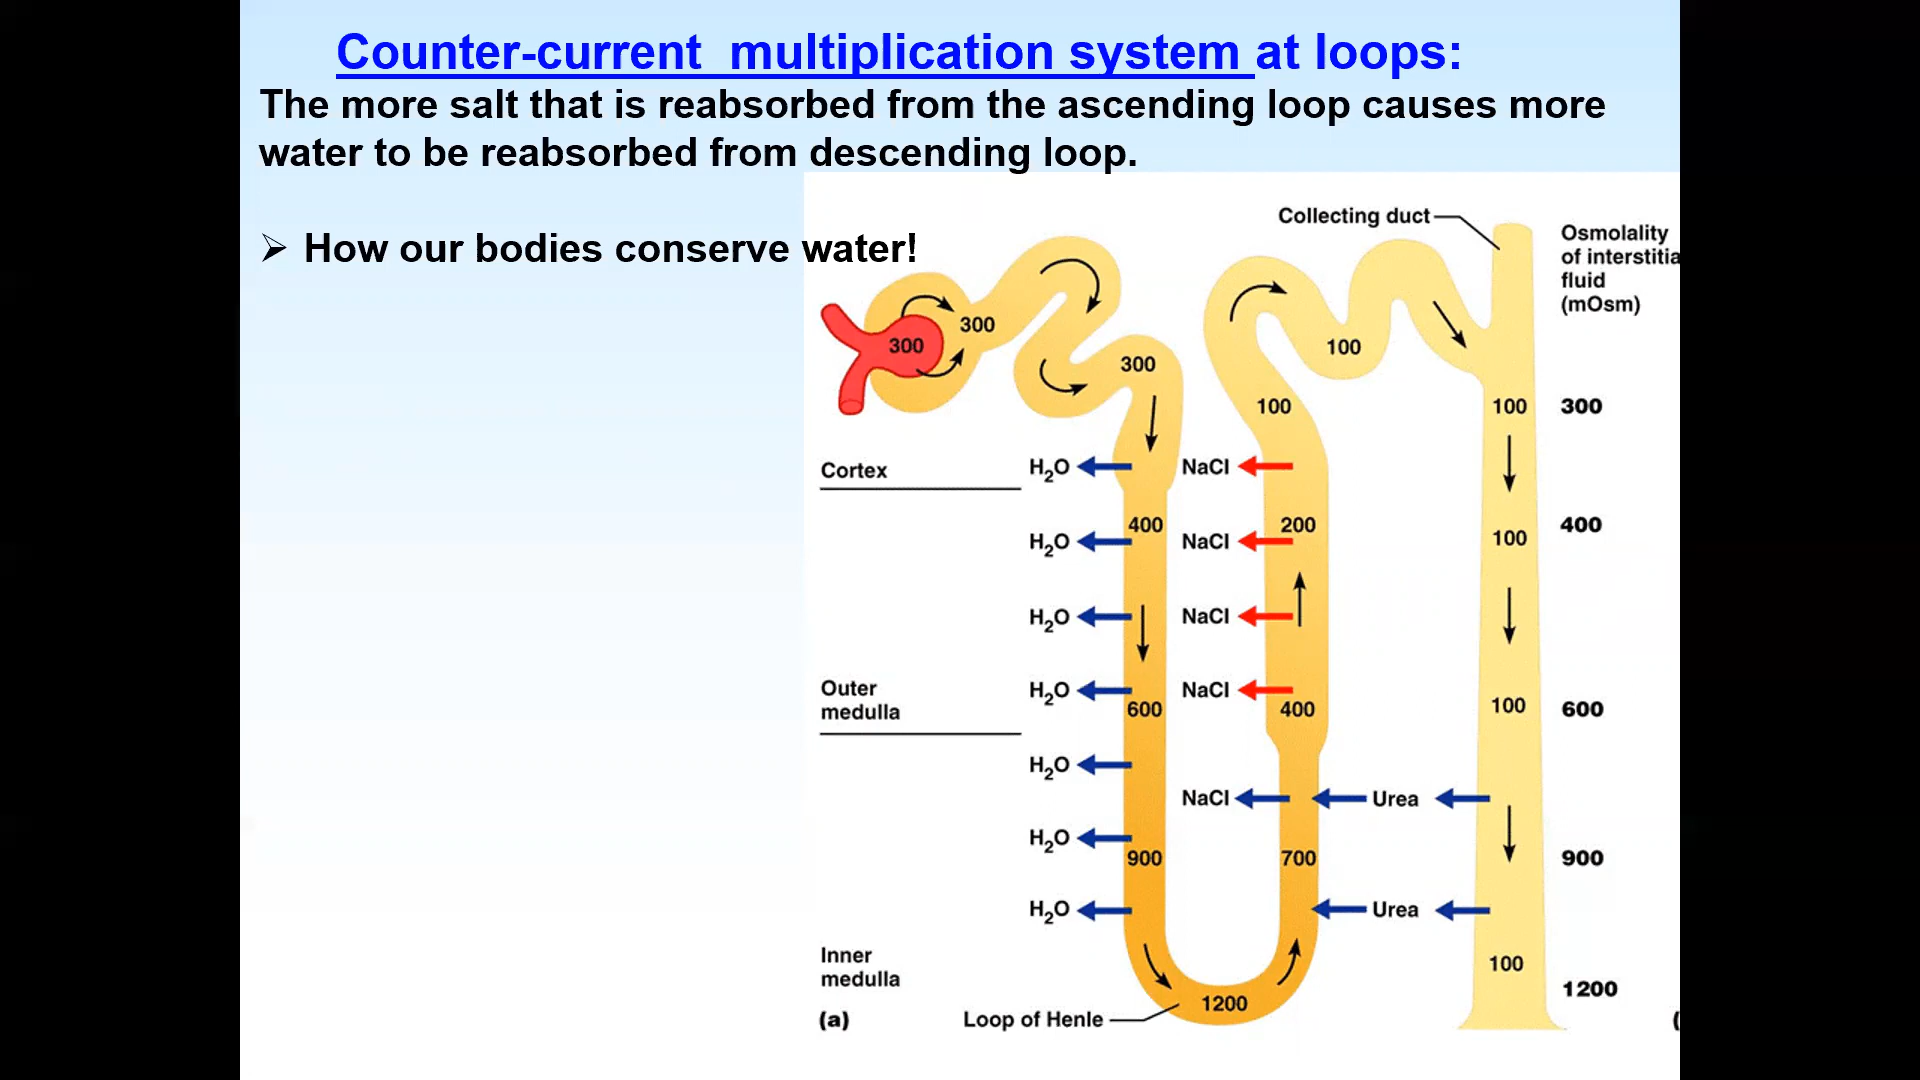 Counter-current multiplication system at loops:
The more salt that is reabsorbed from the ascending loop causes more
water to be reabsorbed from descending loop.
➢ How our bodies conserve water!
Collecting duct
Osmolality
of interstitia
fluid
(mOsm)
300
300
300
100
100
100
300
Cortex
H₂O
NaCl
400
200
400
H₂O
NaCl
100
H₂O
NaCl
Outer
medulla
H₂O
NaCl
600
400
100
600
H₂O
NaCl
Urea
H₂O
900
700
900
H₂O
Urea
Inner
medulla
100
1200
1200
(a)
Loop of Henle
(